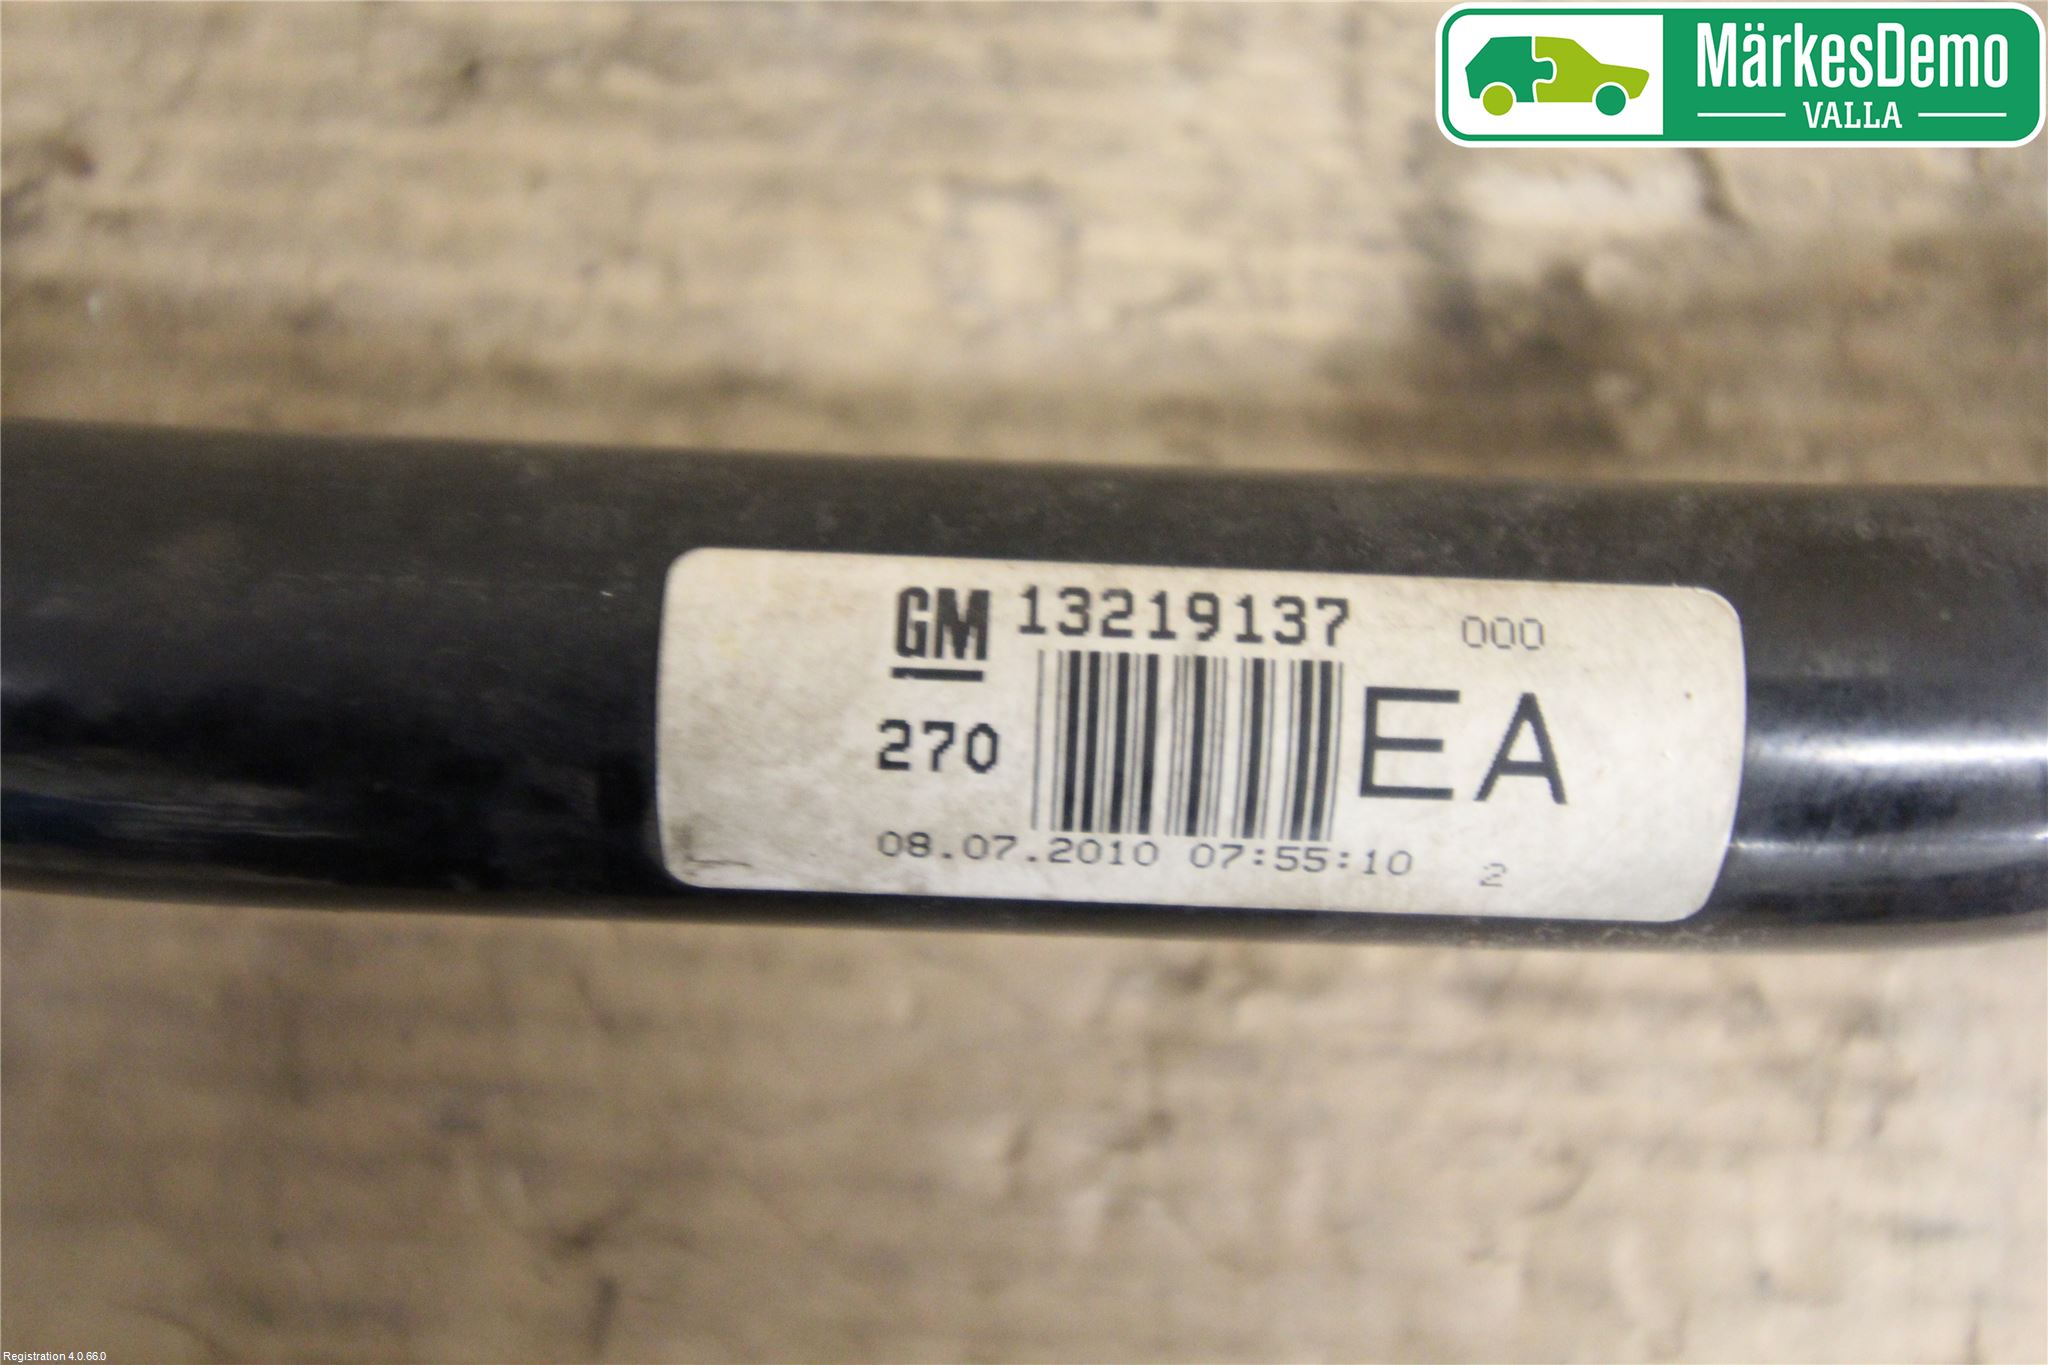 MärkesDemo
VALLA
GM 13219137 000
270 EA
08.07.2010 07:55:10 2
Registration 4.0.66.0